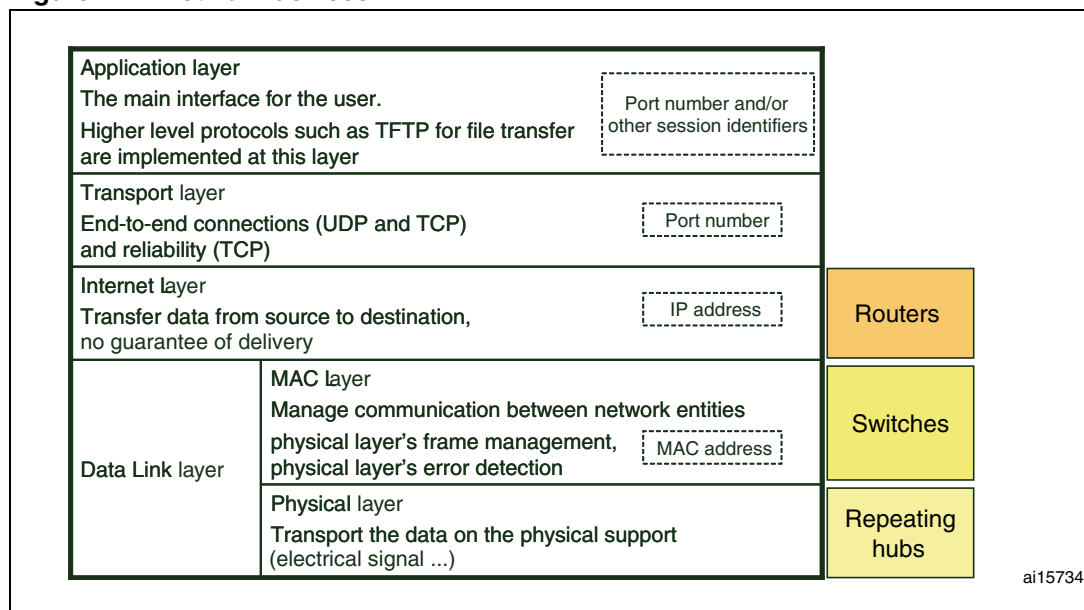 Application layer
The main interface for the user.
Higher level protocols such as TFTP for file transfer
are implemented at this layer
Port number and/or
other session identifiers
Transport layer
End-to-end connections (UDP and TCP)
and reliability (TCP)
Port number
Internet Layer
Transfer data from source to destination,
no guarantee of delivery
IP address
Routers
Data Link layer
MAC Layer
Manage communication between network entities
physical layer's frame management,
physical layer's error detection
MAC address
Switches
Physical layer
Transport the data on the physical support
(electrical signal ...)
Repeating
hubs
ai15734